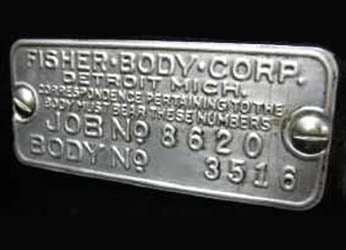 FISHER·BODY·CORP.
DETROIT MICH.
CORRESPONDENCE PERTAINING TO THE
BODY MUST BEAR THESE NUMBERS
JOB No 8620
BODY No 3516